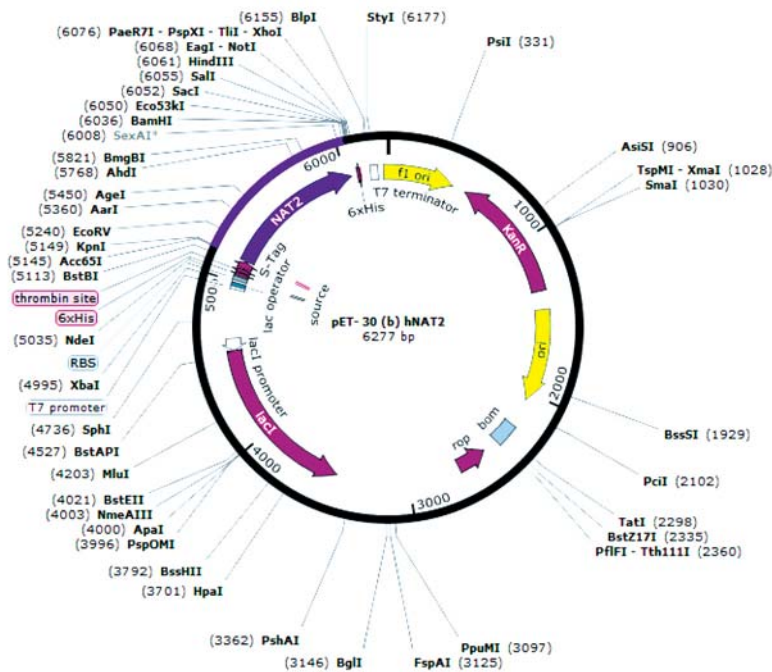 (6155) BlpI
StyI (6177)
(6076) PaeR7I - PspXI - TliI - XhoI
(6068) EagI - NotI
(6061) HindIII
(6055) SalI
(6052) SacI
(6050) Eco53kI
(6036) BamHI
(6008) SexAI*
(5821) BmgBI
(5768) AhdI
(5450) AgeI
(5360) AarI
(5240) EcoRV
(5149) KpnI
(5145) Acc65I
(5113) BstBI
thrombin site
6xHis
(5035) NdeI
RBS
(4995) XbaI
T7 promoter
(4736) SphI
(4527) BstAPI
(4203) MluI
(4021) BstEII
(4003) NmeAIII
(4000) ApaI
(3996) PspOMI
(3792) BssHII
(3701) HpaI
(3362) PshAI
(3146) BglI
FspAI (3125)
PpuMI (3097)
PflFI - Tth111I (2360)
BstZ17I (2335)
TatI (2298)
PciI (2102)
BssSI (1929)
SmaI (1030)
TspMI - XmaI (1028)
AsiSI (906)
PsiI (331)
6000
1000
2000
3000
4000
f1 ori
T7 terminator
6xHis
NAT2
KanR
S-Tag
lac operator
source
pET- 30 (b) hNAT2
6277 bp
ori
lacI promoter
lacI
rop
bom